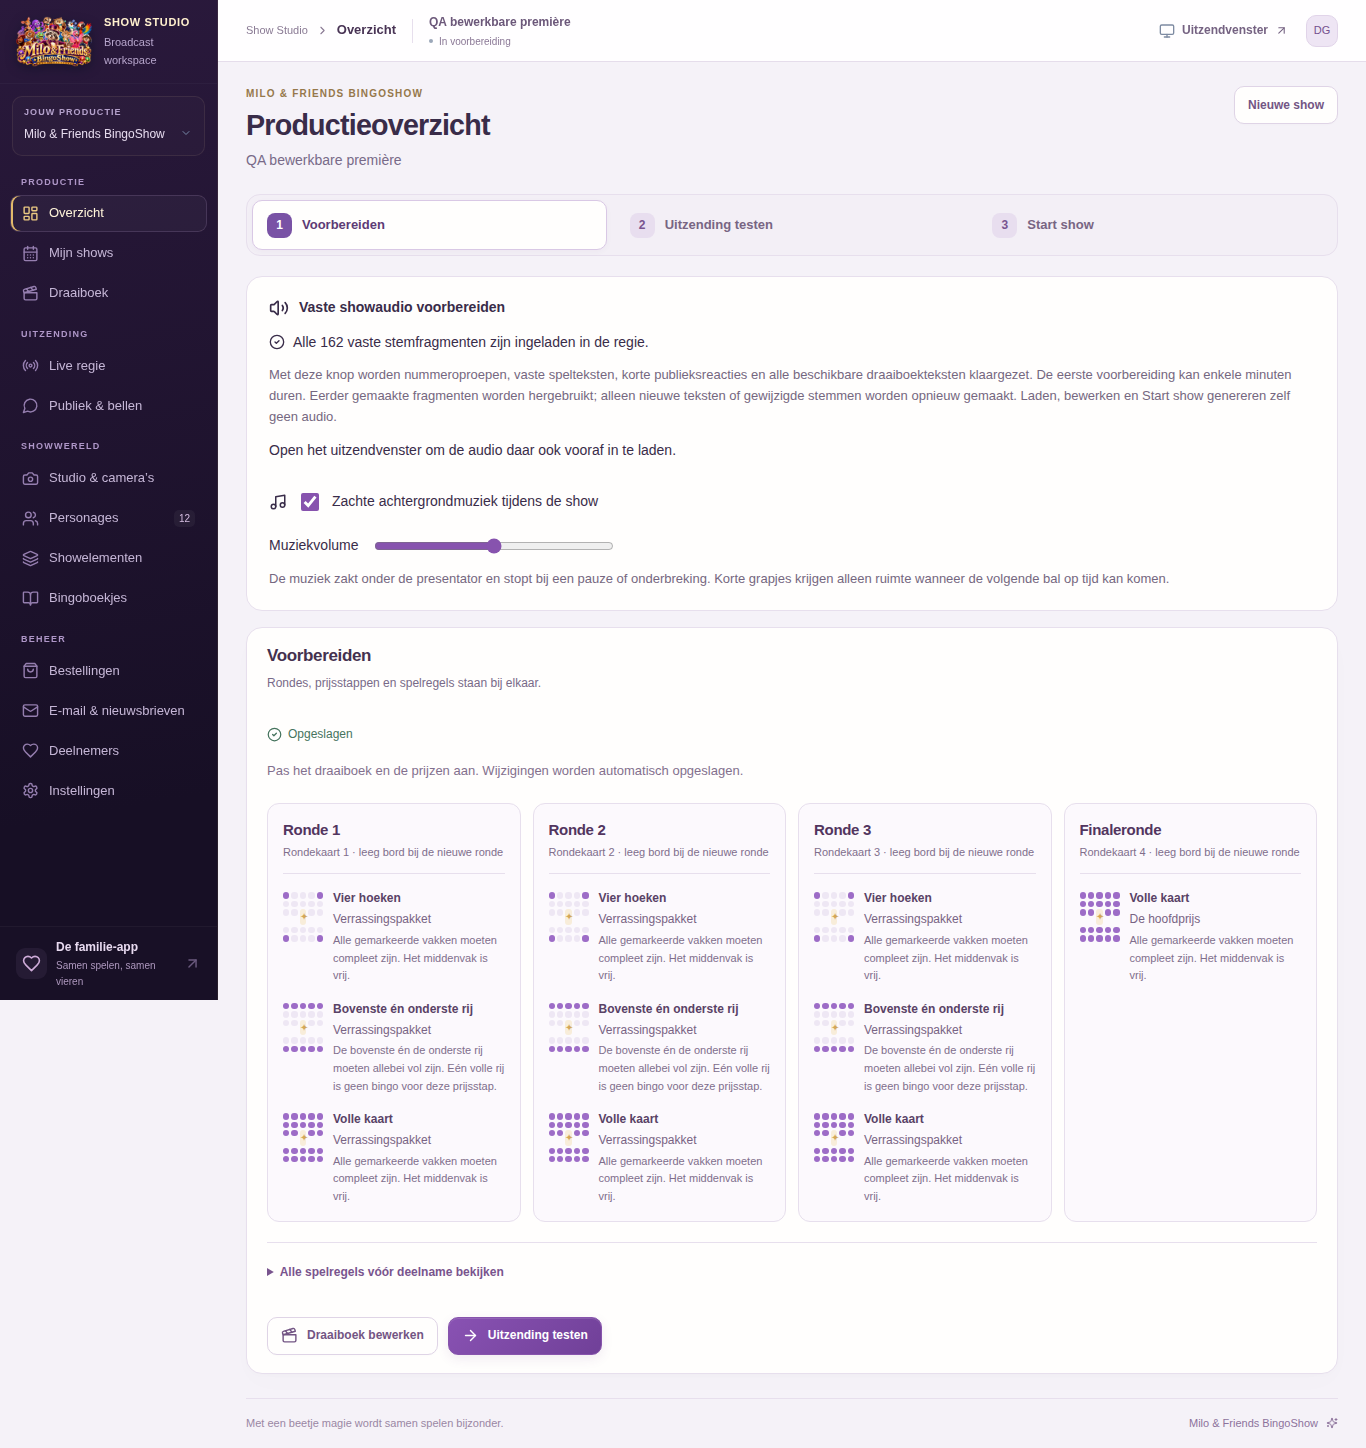 Milo & Friends
BingoShow
SHOW STUDIO
Broadcast
workspace
JOUW PRODUCTIE
Milo & Friends BingoShow
PRODUCTIE
Overzicht
Mijn shows
Draaiboek
UITZENDING
Live regie
Publiek & bellen
SHOWWERELD
Studio & camera's
Personages
12
Showelementen
Bingoboekjes
BEHEER
Bestellingen
E-mail & nieuwsbrieven
Deelnemers
Instellingen
De familie-app
Samen spelen, samen
vieren
Show Studio
Overzicht
QA bewerkbare première
In voorbereiding
Uitzendvenster
DG
MILO & FRIENDS BINGOSHOW
Productieoverzicht
QA bewerkbare première
Nieuwe show
1 Voorbereiden
2 Uitzending testen
3 Start show
Vaste showaudio voorbereiden
Alle 162 vaste stemfragmenten zijn ingeladen in de regie.
Met deze knop worden nummeroproepen, vaste spelteksten, korte publieksreacties en alle beschikbare draaiboekteksten klaargezet. De eerste voorbereiding kan enkele minuten
duren. Eerder gemaakte fragmenten worden hergebruikt; alleen nieuwe teksten of gewijzigde stemmen worden opnieuw gemaakt. Laden, bewerken en Start show genereren zelf
geen audio.
Open het uitzendvenster om de audio daar ook vooraf in te laden.
Zachte achtergrondmuziek tijdens de show
Muziekvolume
De muziek zakt onder de presentator en stopt bij een pauze of onderbreking. Korte grapjes krijgen alleen ruimte wanneer de volgende bal op tijd kan komen.
Voorbereiden
Rondes, prijsstappen en spelregels staan bij elkaar.
Opgeslagen
Pas het draaiboek en de prijzen aan. Wijzigingen worden automatisch opgeslagen.
Ronde 1
Rondekaart 1 · leeg bord bij de nieuwe ronde
Vier hoeken
Verrassingspakket
Alle gemarkeerde vakken moeten
compleet zijn. Het middenvak is
vrij.
Bovenste én onderste rij
Verrassingspakket
De bovenste én de onderste rij
moeten allebei vol zijn. Eén volle rij
is geen bingo voor deze prijsstap.
Volle kaart
Verrassingspakket
Alle gemarkeerde vakken moeten
compleet zijn. Het middenvak is
vrij.
Ronde 2
Rondekaart 2 · leeg bord bij de nieuwe ronde
Vier hoeken
Verrassingspakket
Alle gemarkeerde vakken moeten
compleet zijn. Het middenvak is
vrij.
Bovenste én onderste rij
Verrassingspakket
De bovenste én de onderste rij
moeten allebei vol zijn. Eén volle rij
is geen bingo voor deze prijsstap.
Volle kaart
Verrassingspakket
Alle gemarkeerde vakken moeten
compleet zijn. Het middenvak is
vrij.
Ronde 3
Rondekaart 3 · leeg bord bij de nieuwe ronde
Vier hoeken
Verrassingspakket
Alle gemarkeerde vakken moeten
compleet zijn. Het middenvak is
vrij.
Bovenste én onderste rij
Verrassingspakket
De bovenste én de onderste rij
moeten allebei vol zijn. Eén volle rij
is geen bingo voor deze prijsstap.
Volle kaart
Verrassingspakket
Alle gemarkeerde vakken moeten
compleet zijn. Het middenvak is
vrij.
Finaleronde
Rondekaart 4 · leeg bord bij de nieuwe ronde
Volle kaart
De hoofdprijs
Alle gemarkeerde vakken moeten
compleet zijn. Het middenvak is
vrij.
Alle spelregels vóór deelname bekijken
Draaiboek bewerken
Uitzending testen
Met een beetje magie wordt samen spelen bijzonder.
Milo & Friends BingoShow